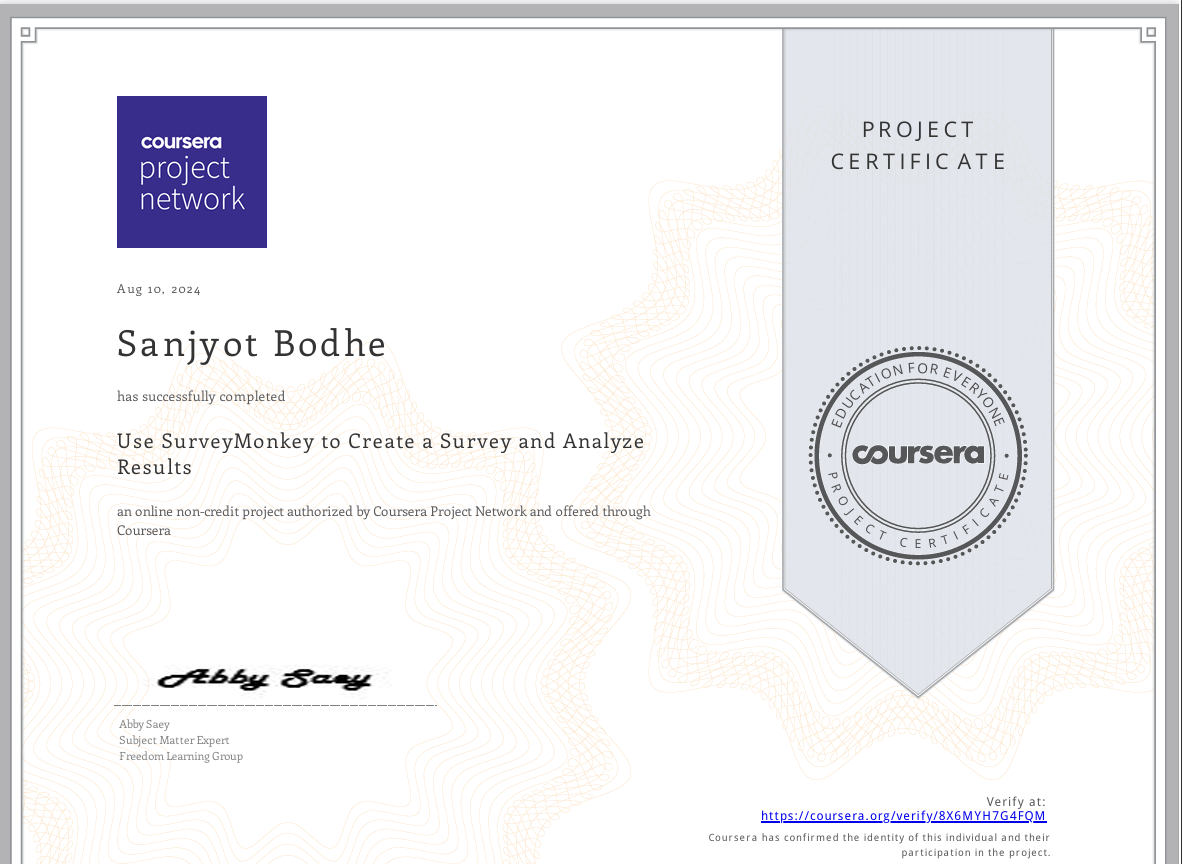 coursera
project
network
PROJECT
CERTIFICATE
Aug 10, 2024
Sanjyot Bodhe
has successfully completed
Use SurveyMonkey to Create a Survey and Analyze
Results
an online non-credit project authorized by Coursera Project Network and offered through
Coursera
EDUCATION FOR EVERYONE
coursera
PROJECT CERTIFICATE
Abby Saey
Abby Saey
Subject Matter Expert
Freedom Learning Group
Verify at:
https://coursera.org/verify/8X6MYH7G4FQM
Coursera has confirmed the identity of this individual and their
participation in the project.